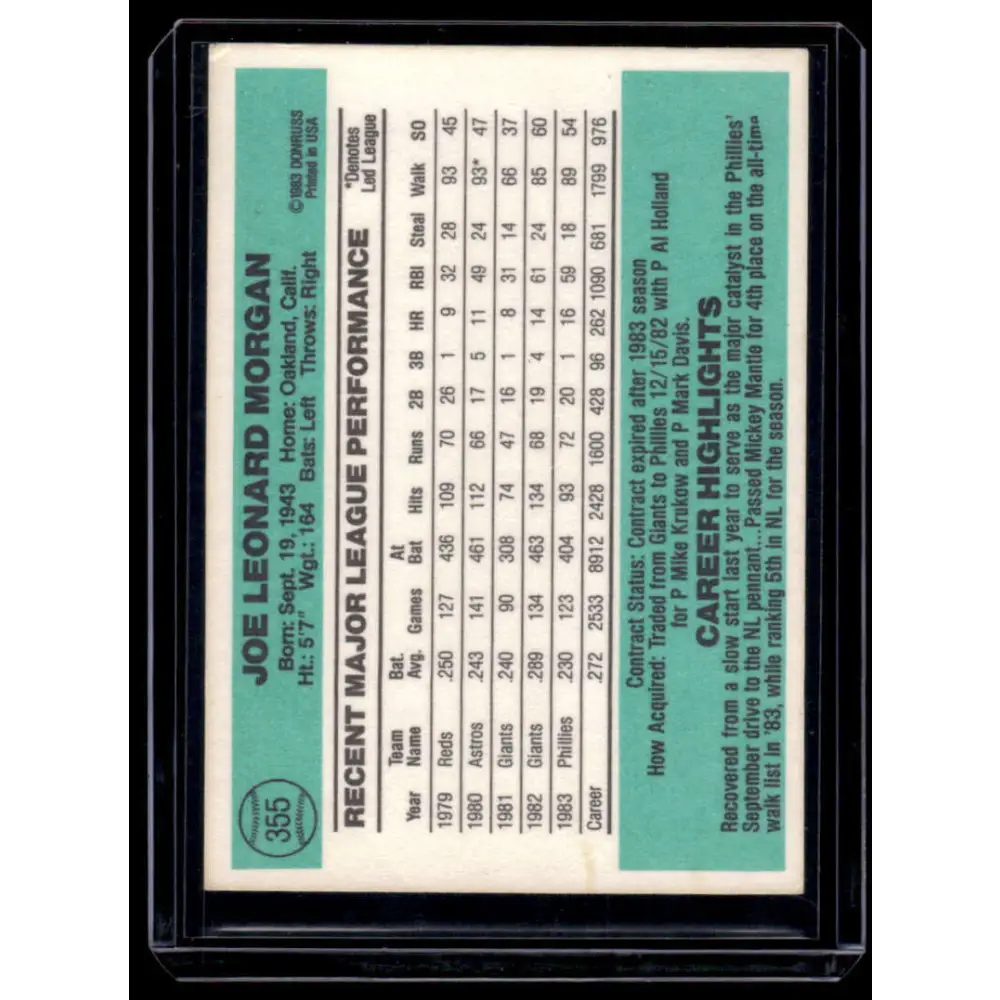 355
JOE LEONARD MORGAN
Born: Sept. 19, 1943 Home: Oakland, Calif.
Ht.: 5'7" Wgt.: 164 Bats: Left Throws: Right
©1983 DONRUSS
Printed in USA
RECENT MAJOR LEAGUE PERFORMANCE
*Denotes
Led League
Year Team Name Bat. Avg. Games At Bat Hits Runs 2B 3B HR RBI Steal Walk SO
1979 Reds .250 127 436 109 70 26 1 9 32 28 93 45
1980 Astros .243 141 461 112 66 17 5 11 49 24 93* 47
1981 Giants .240 90 308 74 47 16 1 8 31 14 66 37
1982 Giants .289 134 463 134 68 19 4 14 61 24 85 60
1983 Phillies .230 123 404 93 72 20 1 16 59 18 89 54
Career .272 2533 8912 2428 1600 428 96 262 1090 681 1799 976
Contract Status: Contract expired after 1983 season
How Acquired: Traded from Giants to Phillies 12/15/82 with P Al Holland
for P Mike Krukow and P Mark Davis.
CAREER HIGHLIGHTS
Recovered from a slow start last year to serve as the major catalyst in the Phillies'
September drive to the NL pennant...Passed Mickey Mantle for 4th place on the all-time
walk list in '83, while ranking 5th in NL for the season.